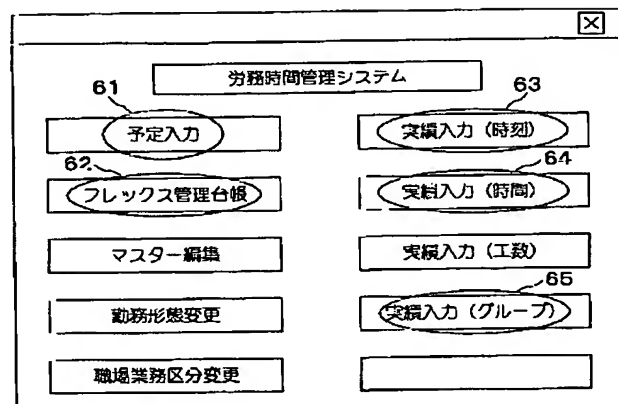 労務時間管理システム
61
63
予定入力
実績入力（時刻）
62
64
フレックス管理台帳
実績入力（時間）
マスター編集
実績入力（工数）
65
勤務形態変更
実績入力（グループ）
職場業務区分変更